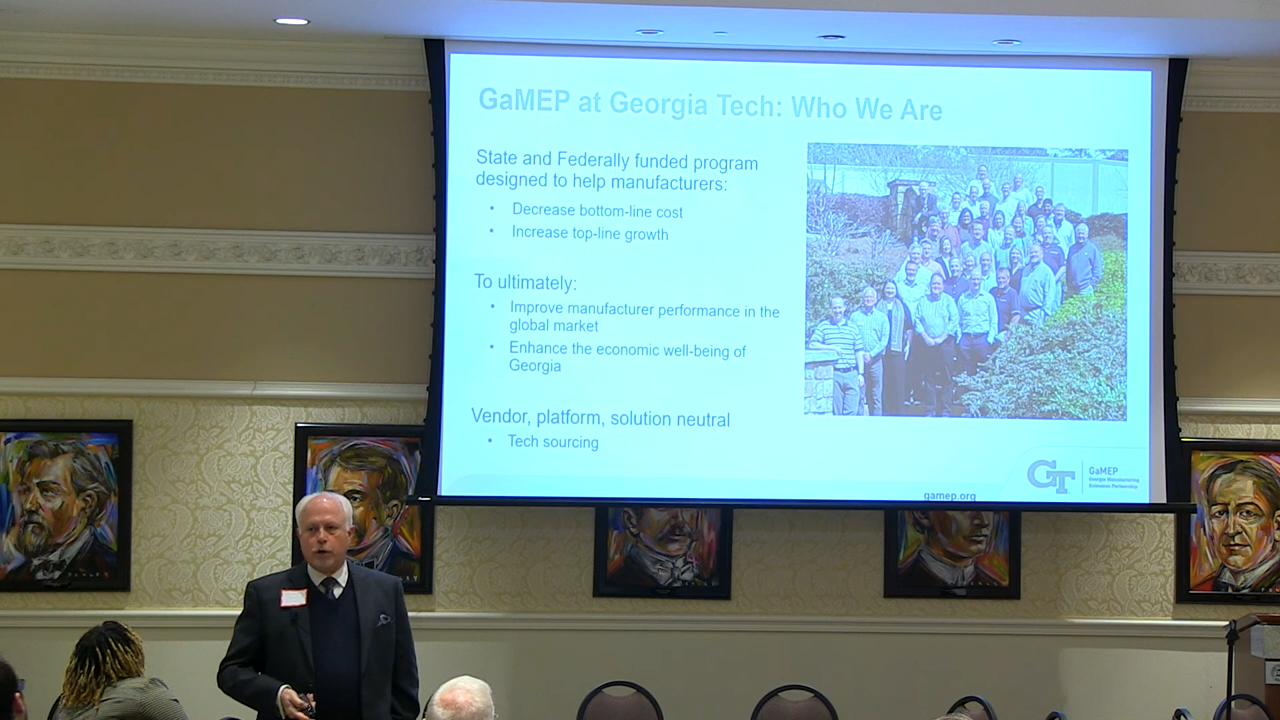 GaMEP at Georgia Tech: Who We Are
State and Federally funded program
designed to help manufacturers:
• Decrease bottom-line cost
• Increase top-line growth
To ultimately:
• Improve manufacturer performance in the
global market
• Enhance the economic well-being of
Georgia
Vendor, platform, solution neutral
• Tech sourcing
GT
GaMEP
Georgia Manufacturing
Extension Partnership
gamep.org